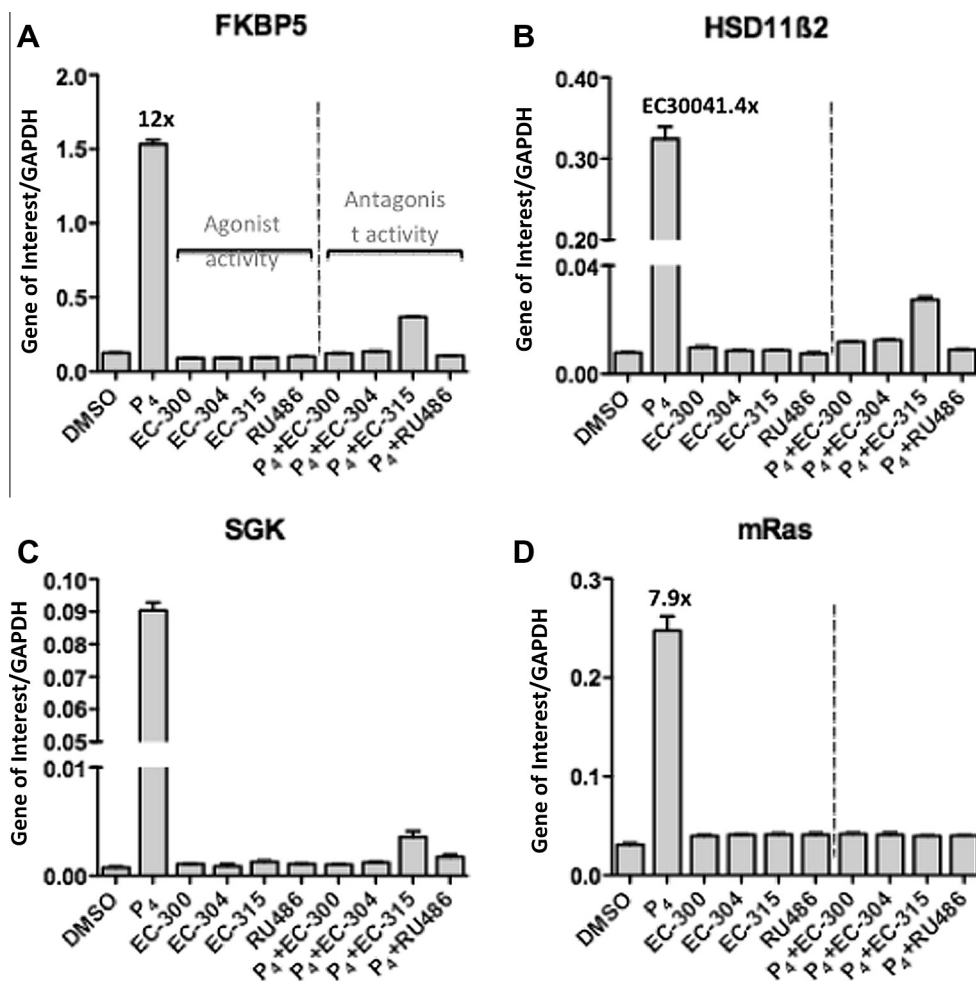 A
FKBP5
Gene of Interest/GAPDH
2.0
1.5
1.0
0.5
0.0
12x
Agonist
activity
Antagonis
t activity
DMSO
P4
EC-300
EC-304
EC-315
RU486
P4+EC-300
P4+EC-304
P4+EC-315
P4+RU486
B
HSD11ß2
Gene of Interest/GAPDH
0.40
0.30
0.20
0.04
0.00
EC30041.4x
DMSO
P4
EC-300
EC-304
EC-315
RU486
P4+EC-300
P4+EC-304
P4+EC-315
P4+RU486
C
SGK
Gene of Interest/GAPDH
0.10
0.09
0.08
0.07
0.06
0.05
0.01
0.00
DMSO
P4
EC-300
EC-304
EC-315
RU486
P4+EC-300
P4+EC-304
P4+EC-315
P4+RU486
D
mRas
Gene of Interest/GAPDH
0.3
0.2
0.1
0.0
7.9x
DMSO
P4
EC-300
EC-304
EC-315
RU486
P4+EC-300
P4+EC-304
P4+EC-315
P4+RU486